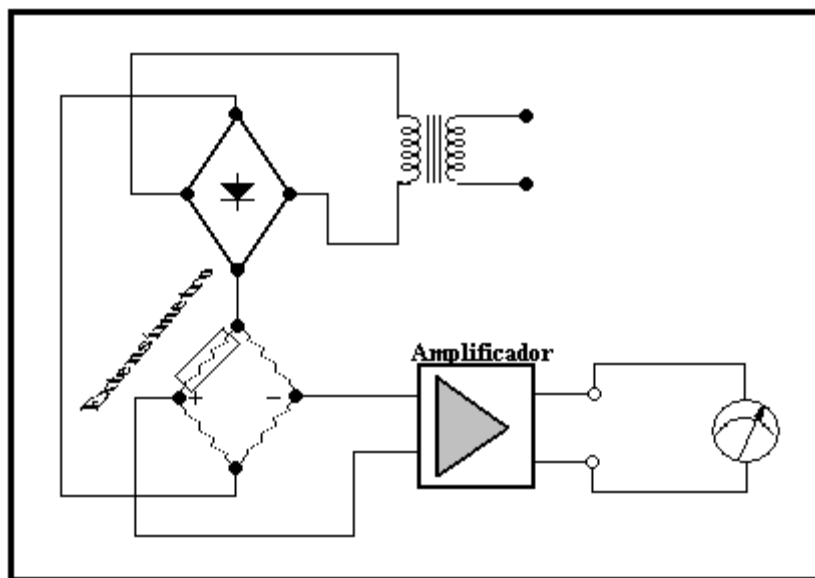 Extensímetro
Amplificador
+
−